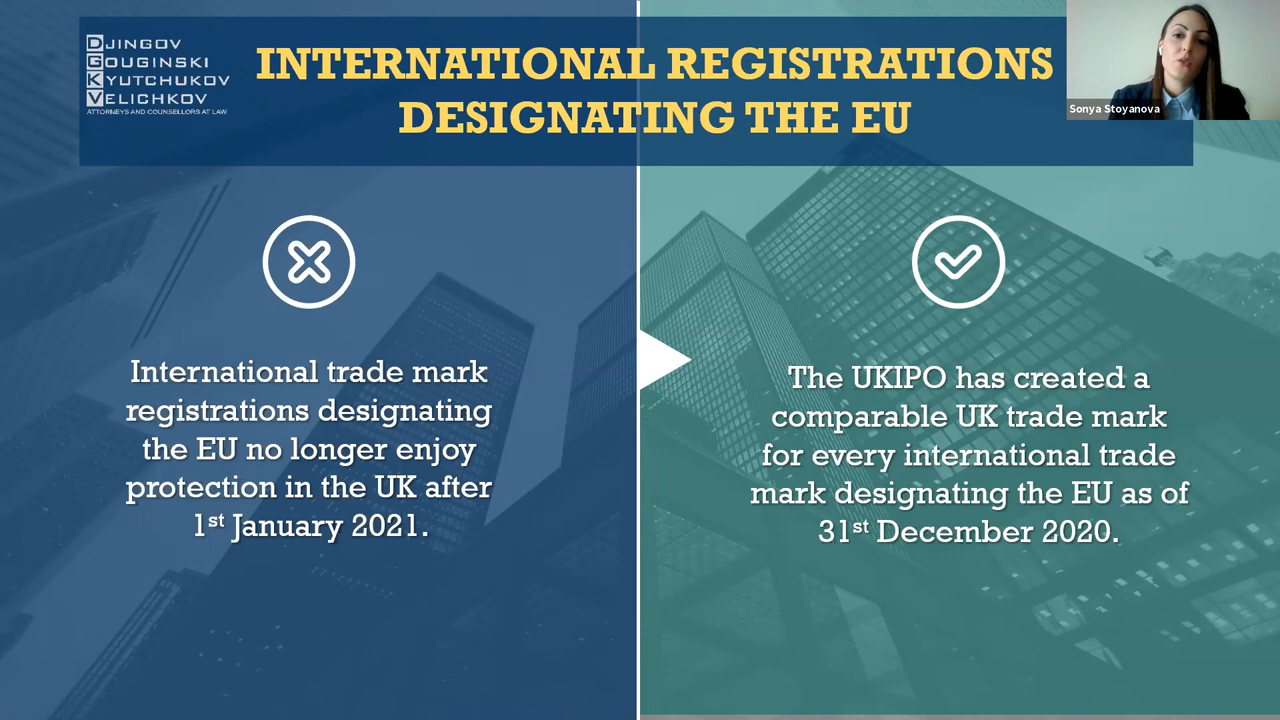 DJINGOV
GOUGINSKI
KYUTCHUKOV
VELICHKOV
ATTORNEYS AND COUNSELLORS AT LAW
INTERNATIONAL REGISTRATIONS
DESIGNATING THE EU
Sonya Stoyanova
International trade mark
registrations designating
the EU no longer enjoy
protection in the UK after
1st January 2021.
The UKIPO has created a
comparable UK trade mark
for every international trade
mark designating the EU as of
31st December 2020.